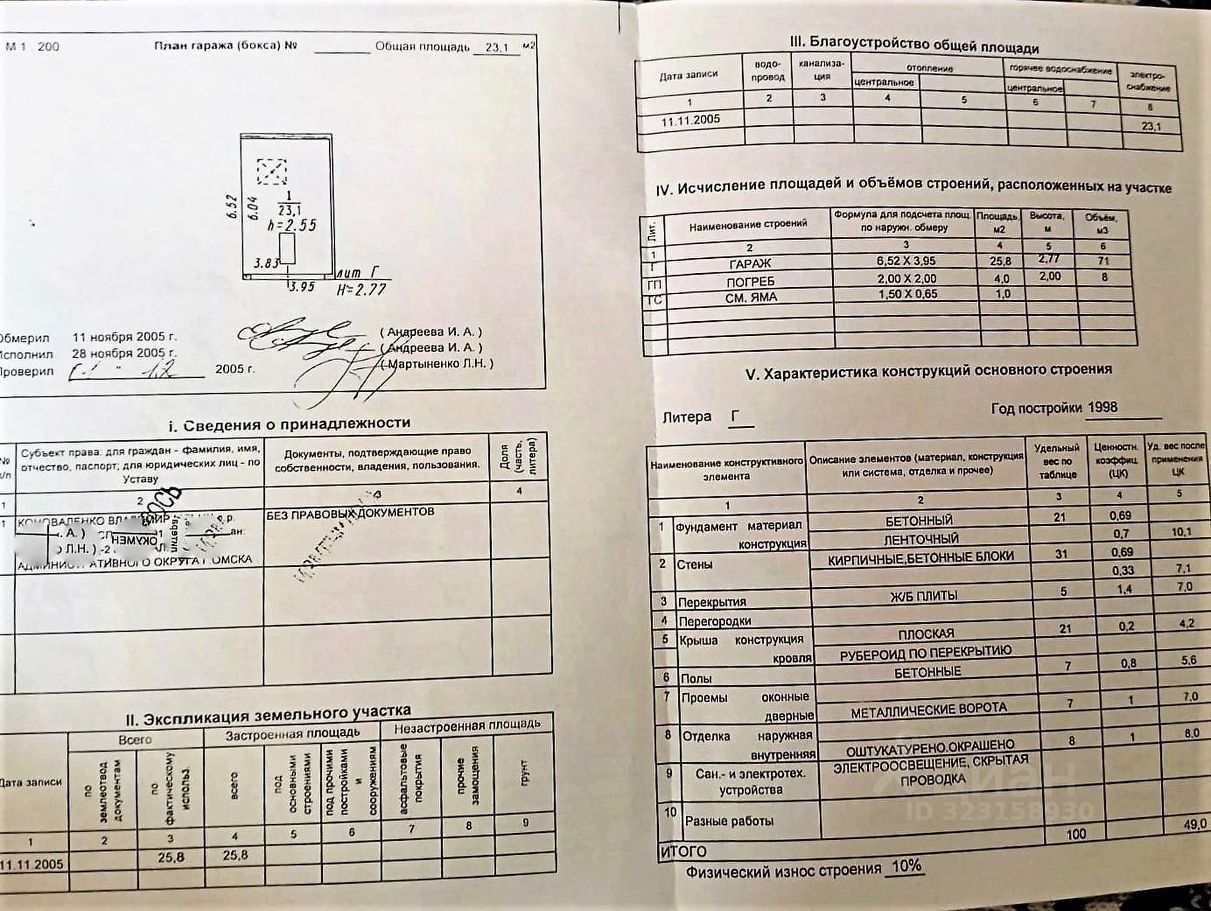 М 1 200 План гаража (бокса) № Общая площадь 23,1 м2
6.52
6.04
1
23,1
h=2.55
3.83
3.95
лит Г
H=2.77
Обмерил 11 ноября 2005 г. ( Андреева И. А. )
Исполнил 28 ноября 2005 г. ( Андреева И. А. )
Проверил 12 2005 г. ( Мартыненко Л.Н. )
i. Сведения о принадлежности
№ п/п
Субъект права: для граждан - фамилия, имя, отчество, паспорт; для юридических лиц - по Уставу
Документы, подтверждающие право собственности, владения, пользования.
Доля (часть, литера)
1 2 3 4
1 КОНОВАЛЕНКО ВЛАДИМИР
БЕЗ ПРАВОВЫХ ДОКУМЕНТОВ
. А. )
Л.Н. )
ОКРУГА Г ОМСКА
II. Экспликация земельного участка
Дата записи
Всего
Застроенная площадь
Незастроенная площадь
по землеотвод документам
по фактическому использ.
всего
под основными строениями
под прочими постройками и сооружениям
асфальтовые покрытия
прочие замощения
грунт
1 2 3 4 5 6 7 8 9
11.11 2005 25,8 25,8
III. Благоустройство общей площади
Дата записи
водо-провод
канализа-ция
отопление
горячее водоснабжение
электро-снабжение
центральное
центральное
1 2 3 4 5 6 7 8
11.11.2005
23,1
IV. Исчисление площадей и объёмов строений, расположенных на участке
Лит.
Наименование строений
Формула для подсчета площ. по наружн. обмеру
Площадь, м2
Высота, м
Объём, м3
1 2 3 4 5 6
Г ГАРАЖ 6,52 X 3,95 25,8 2,77 71
ГП ПОГРЕБ 2,00 X 2,00 4,0 2,00 8
ГС СМ. ЯМА 1,50 X 0,65 1,0
V. Характеристика конструкций основного строения
Литера Г Год постройки 1998
Наименование конструктивного элемента
Описание элементов (материал, конструкция или система, отделка и прочее)
Удельный вес по таблице
Ценностн. коэффиц (ЦК)
Уд. вес после применения ЦК
1 2 3 4 5
1 Фундамент материал БЕТОННЫЙ 21 0,69
конструкция ЛЕНТОЧНЫЙ 0,7 10,1
2 Стены КИРПИЧНЫЕ,БЕТОННЫЕ БЛОКИ 31 0,69
0,33 7,1
3 Перекрытия Ж/Б ПЛИТЫ 5 1,4 7,0
4 Перегородки
5 Крыша конструкция ПЛОСКАЯ 21 0,2 4,2
кровля РУБЕРОИД ПО ПЕРЕКРЫТИЮ
6 Полы БЕТОННЫЕ 7 0,8 5,6
7 Проемы оконные
дверные МЕТАЛЛИЧЕСКИЕ ВОРОТА 7 1 7,0
8 Отделка наружная
внутренняя ОШТУКАТУРЕНО.ОКРАШЕНО 8 1 8,0
9 Сан.- и электротех. устройства ЭЛЕКТРООСВЕЩЕНИЕ, СКРЫТАЯ ПРОВОДКА
10 Разные работы
ИТОГО 100 49,0
Физический износ строения 10%
ID 323158930